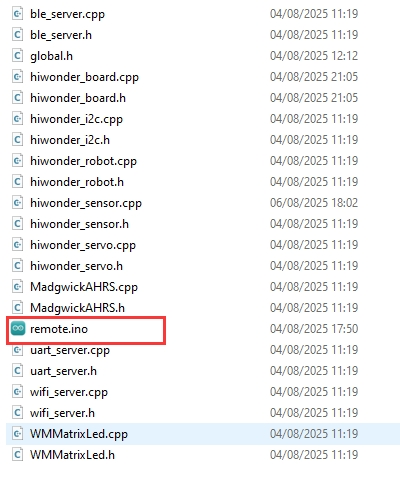 ble_server.cpp 04/08/2025 11:19
ble_server.h 04/08/2025 11:19
global.h 04/08/2025 12:12
hiwonder_board.cpp 04/08/2025 21:05
hiwonder_board.h 04/08/2025 21:05
hiwonder_i2c.cpp 04/08/2025 11:19
hiwonder_i2c.h 04/08/2025 11:19
hiwonder_robot.cpp 04/08/2025 11:19
hiwonder_robot.h 04/08/2025 11:19
hiwonder_sensor.cpp 06/08/2025 18:02
hiwonder_sensor.h 04/08/2025 11:19
hiwonder_servo.cpp 04/08/2025 11:19
hiwonder_servo.h 04/08/2025 11:19
MadgwickAHRS.cpp 04/08/2025 11:19
MadgwickAHRS.h 04/08/2025 11:19
remote.ino 04/08/2025 17:50
uart_server.cpp 04/08/2025 11:19
uart_server.h 04/08/2025 11:19
wifi_server.cpp 04/08/2025 11:19
wifi_server.h 04/08/2025 11:19
WMMatrixLed.cpp 04/08/2025 11:19
WMMatrixLed.h 04/08/2025 11:19